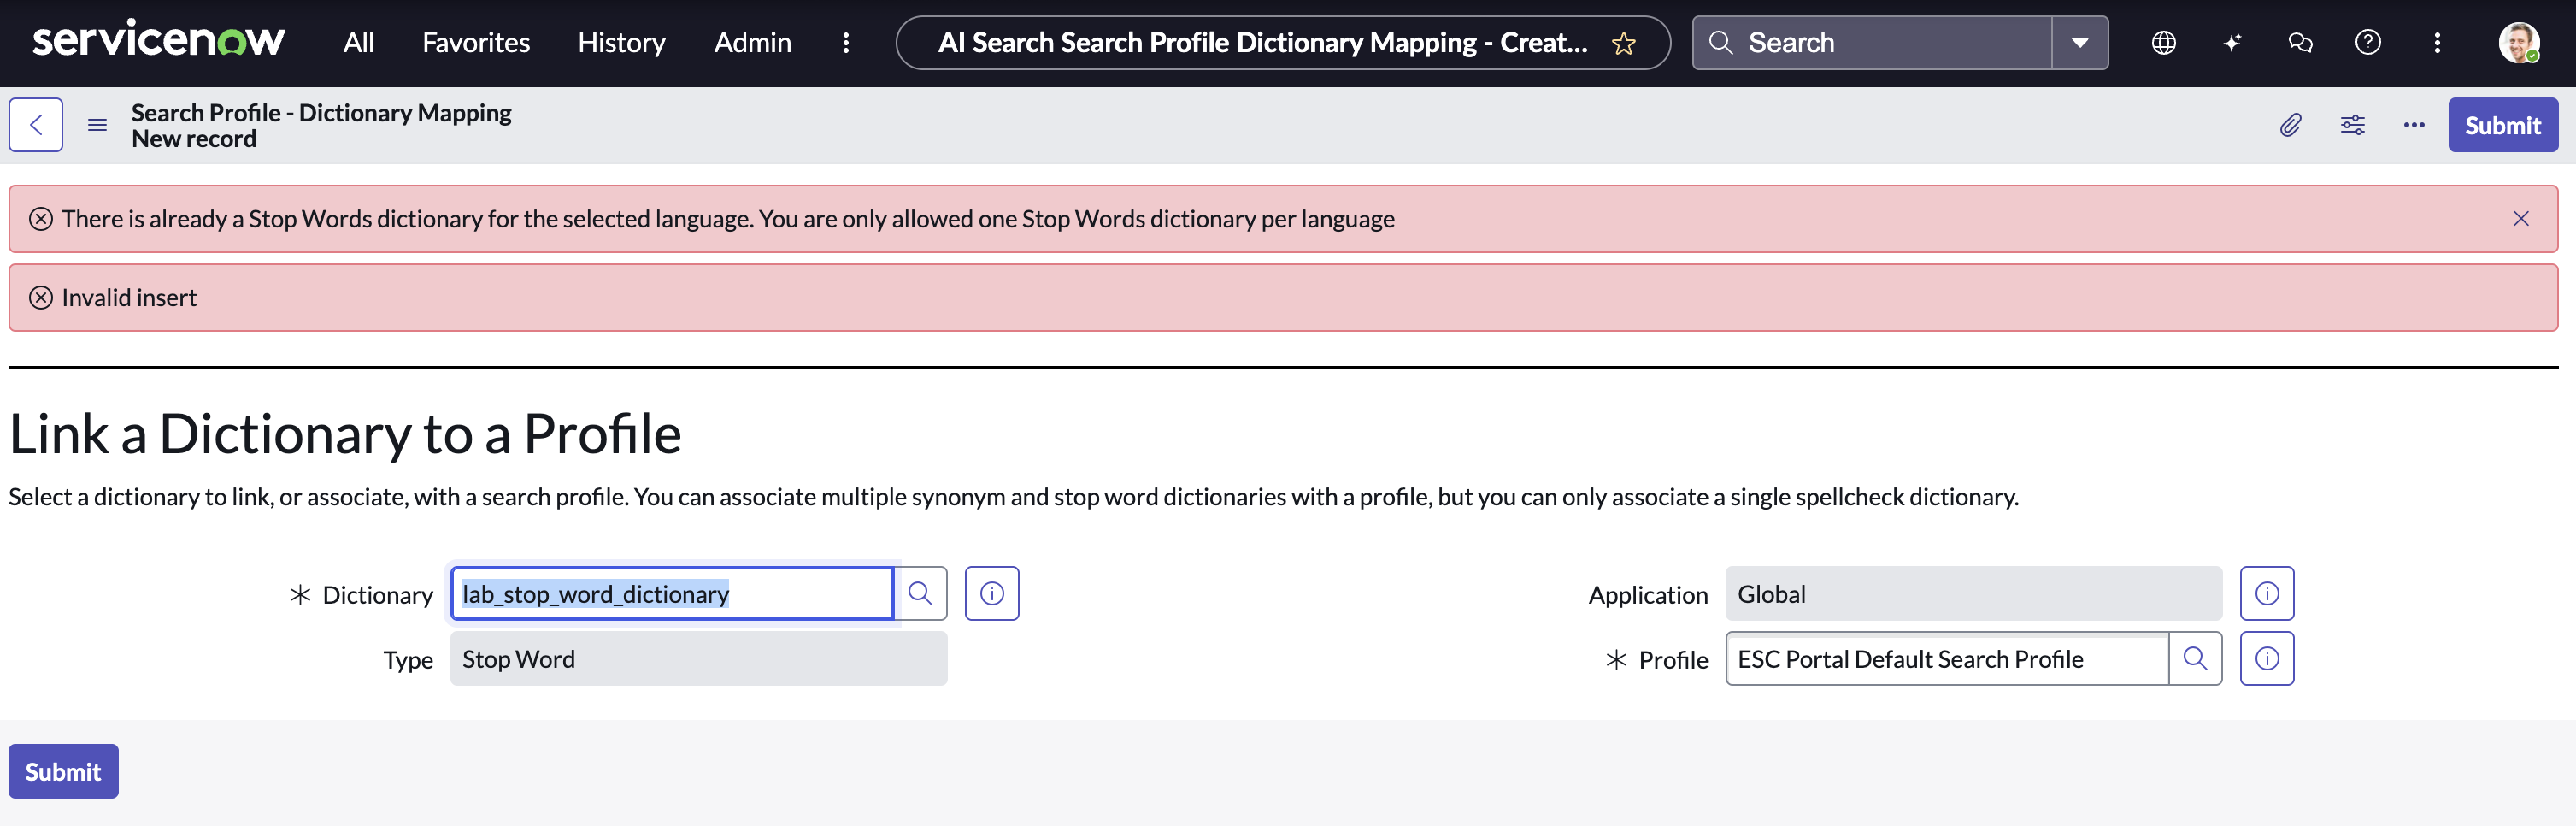 servicenow All Favorites History Admin AI Search Search Profile Dictionary Mapping - Creat... Search
Search Profile - Dictionary Mapping
New record
Submit
There is already a Stop Words dictionary for the selected language. You are only allowed one Stop Words dictionary per language
Invalid insert
Link a Dictionary to a Profile
Select a dictionary to link, or associate, with a search profile. You can associate multiple synonym and stop word dictionaries with a profile, but you can only associate a single spellcheck dictionary.
Dictionary lab_stop_word_dictionary Application Global
Type Stop Word Profile ESC Portal Default Search Profile
Submit